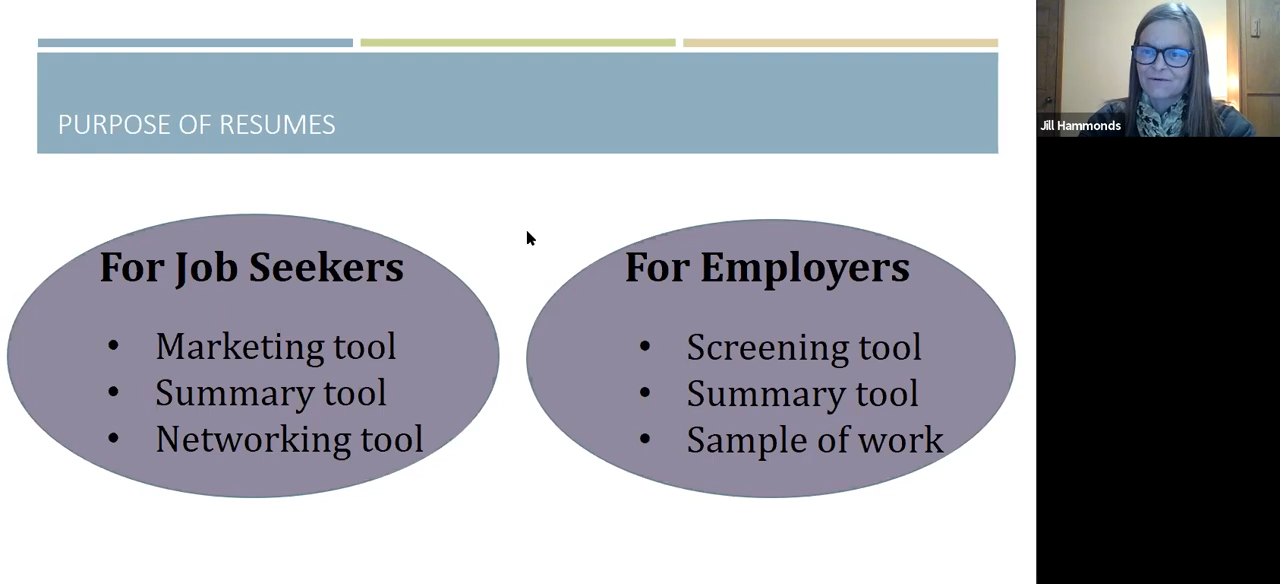 PURPOSE OF RESUMES
Jill Hammonds
For Job Seekers
• Marketing tool
• Summary tool
• Networking tool
For Employers
• Screening tool
• Summary tool
• Sample of work